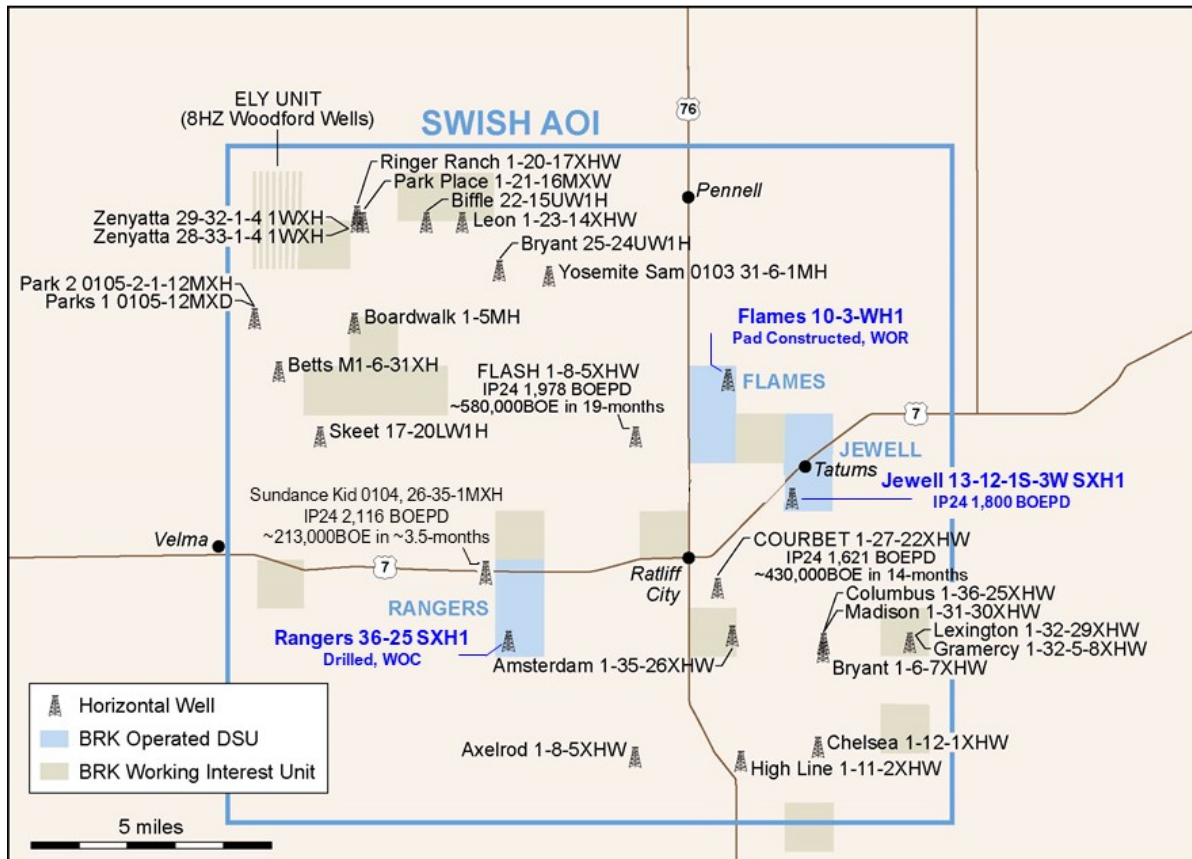 ELY UNIT
(8HZ Woodford Wells)
SWISH AOI
76
Ringer Ranch 1-20-17XHW
Park Place 1-21-16MXW
Biffle 22-15UW1H
Leon 1-23-14XHW
Pennell
Zenyatta 29-32-1-4 1WXH
Zenyatta 28-33-1-4 1WXH
Bryant 25-24UW1H
Yosemite Sam 0103 31-6-1MH
Park 2 0105-2-1-12MXH
Parks 1 0105-12MXD
Boardwalk 1-5MH
Flames 10-3-WH1
Pad Constructed, WOR
Betts M1-6-31XH
FLASH 1-8-5XHW
IP24 1,978 BOEPD
~580,000BOE in 19-months
FLAMES
7
Skeet 17-20LW1H
JEWELL
Tatums
Jewell 13-12-1S-3W SXH1
IP24 1,800 BOEPD
Sundance Kid 0104, 26-35-1MXH
IP24 2,116 BOEPD
~213,000BOE in ~3.5-months
Velma
7
Ratliff
City
COURBET 1-27-22XHW
IP24 1,621 BOEPD
~430,000BOE in 14-months
RANGERS
Rangers 36-25 SXH1
Drilled, WOC
Columbus 1-36-25XHW
Madison 1-31-30XHW
Lexington 1-32-29XHW
Gramercy 1-32-5-8XHW
Amsterdam 1-35-26XHW
Bryant 1-6-7XHW
Horizontal Well
BRK Operated DSU
BRK Working Interest Unit
Axelrod 1-8-5XHW
Chelsea 1-12-1XHW
High Line 1-11-2XHW
5 miles